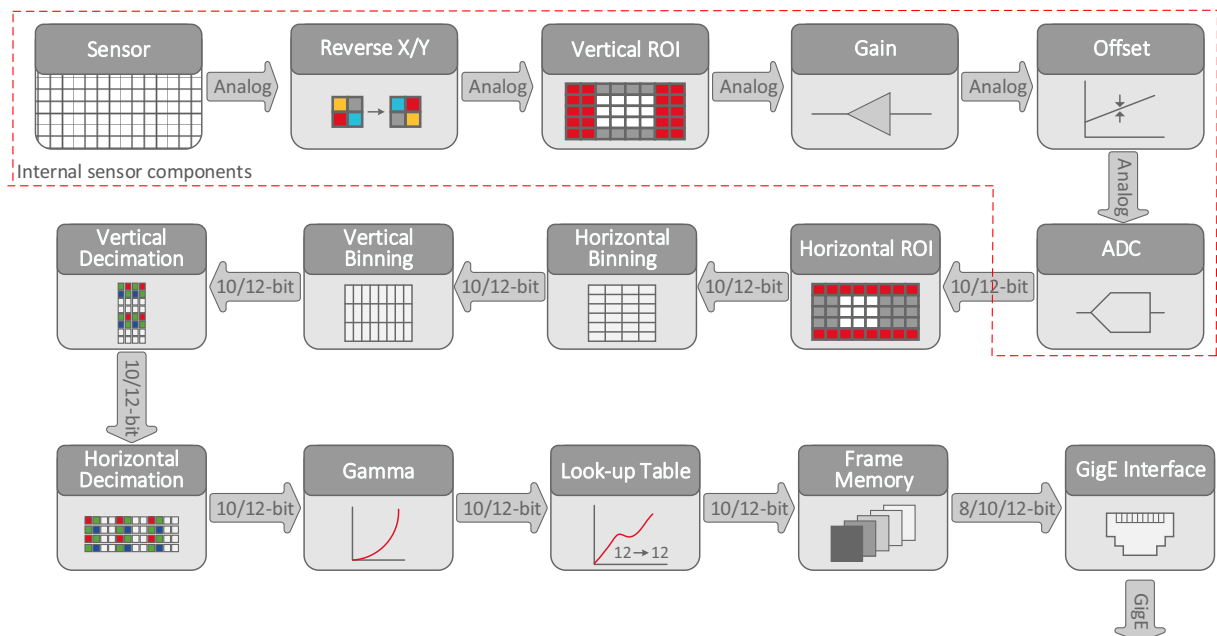 Sensor
Analog
Reverse X/Y
Analog
Vertical ROI
Analog
Gain
Analog
Offset
Internal sensor components
Analog
ADC
10/12-bit
Horizontal ROI
10/12-bit
Horizontal
Binning
10/12-bit
Vertical
Binning
10/12-bit
Vertical
Decimation
10/12-bit
Horizontal
Decimation
10/12-bit
Gamma
10/12-bit
Look-up Table
12→12
10/12-bit
Frame
Memory
8/10/12-bit
GigE Interface
GigE